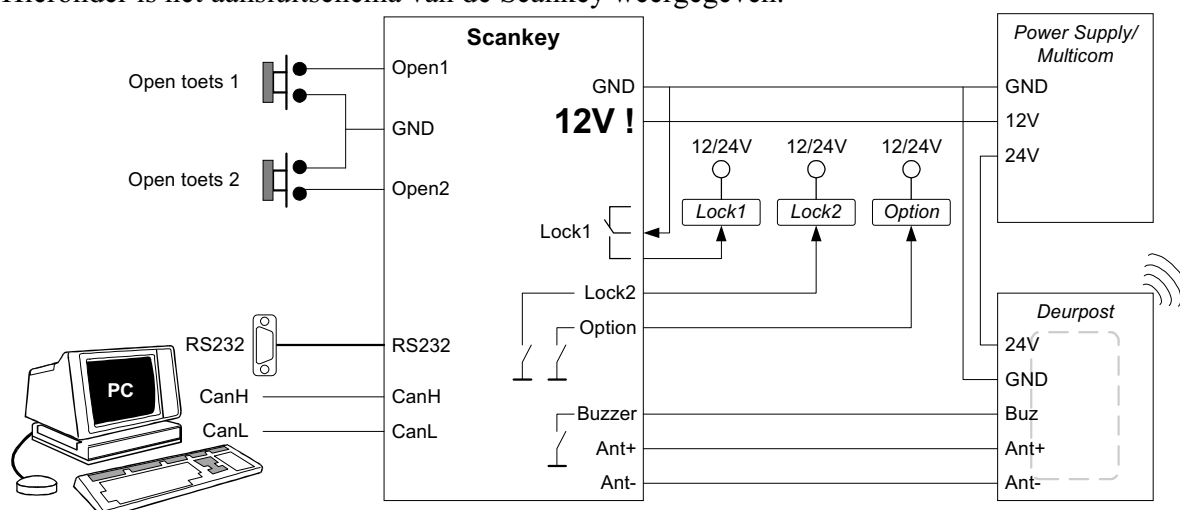 Hieronder is het aansluitschema van de Scankey weergegeven.
Scankey
Power Supply/
Multicom
Open toets 1
Open1
GND
Open toets 2
Open2
GND
12V !
GND
12V
24V
12/24V
12/24V
12/24V
Lock1
Lock2
Option
Lock1
Lock2
Option
Deurpost
PC
RS232
RS232
CanH
CanH
CanL
CanL
Buzzer
Ant+
Ant-
24V
GND
Buz
Ant+
Ant-